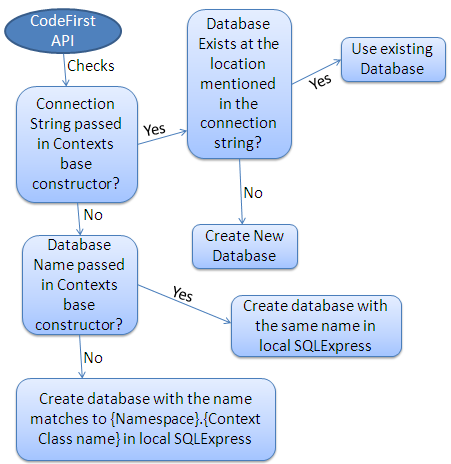 CodeFirst
API
Checks
Connection
String passed
in Contexts
base
constructor?
Yes
Database
Exists at the
location
mentioned
in the
connection
string?
Yes
Use existing
Database
No
Create New
Database
No
Database
Name passed
in Contexts
base
constructor?
Yes
Create database with
the same name in
local SQLExpress
No
Create database with the name
matches to {Namespace}.{Context
Class name} in local SQLExpress